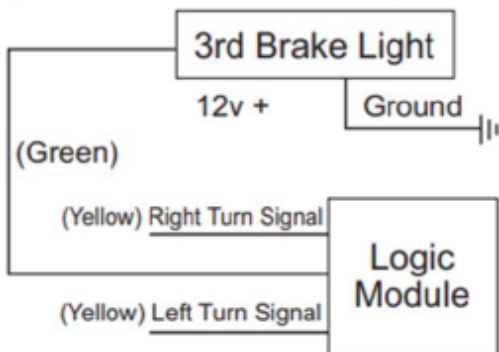 3rd Brake Light
12v + Ground
(Green)
(Yellow) Right Turn Signal
Logic
Module
(Yellow) Left Turn Signal